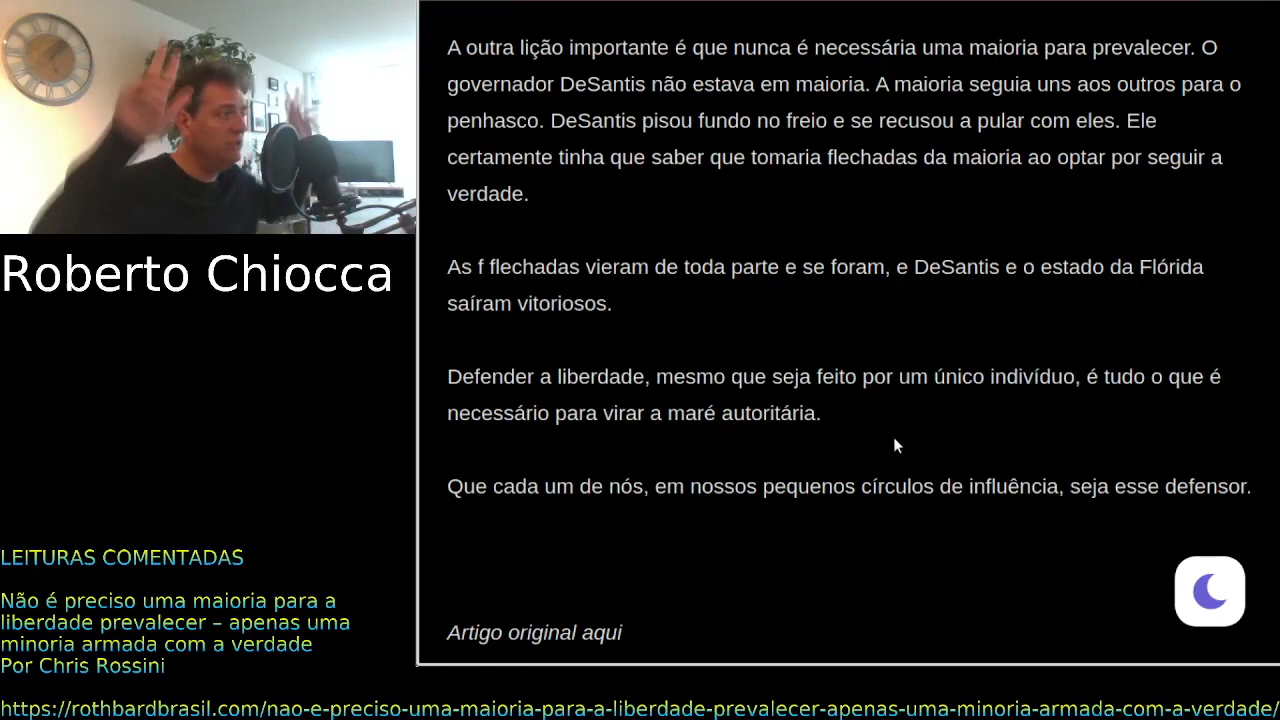 A outra lição importante é que nunca é necessária uma maioria para prevalecer. O
governador DeSantis não estava em maioria. A maioria seguia uns aos outros para o
penhasco. DeSantis pisou fundo no freio e se recusou a pular com eles. Ele
certamente tinha que saber que tomaria flechadas da maioria ao optar por seguir a
verdade.
As f flechadas vieram de toda parte e se foram, e DeSantis e o estado da Flórida
saíram vitoriosos.
Defender a liberdade, mesmo que seja feito por um único indivíduo, é tudo o que é
necessário para virar a maré autoritária.
Que cada um de nós, em nossos pequenos círculos de influência, seja esse defensor.
Artigo original aqui
Roberto Chiocca
LEITURAS COMENTADAS
Não é preciso uma maioria para a
liberdade prevalecer – apenas uma
minoria armada com a verdade
Por Chris Rossini
https://rothbardbrasil.com/nao-e-preciso-uma-maioria-para-a-liberdade-prevalecer-apenas-uma-minoria-armada-com-a-verdade/